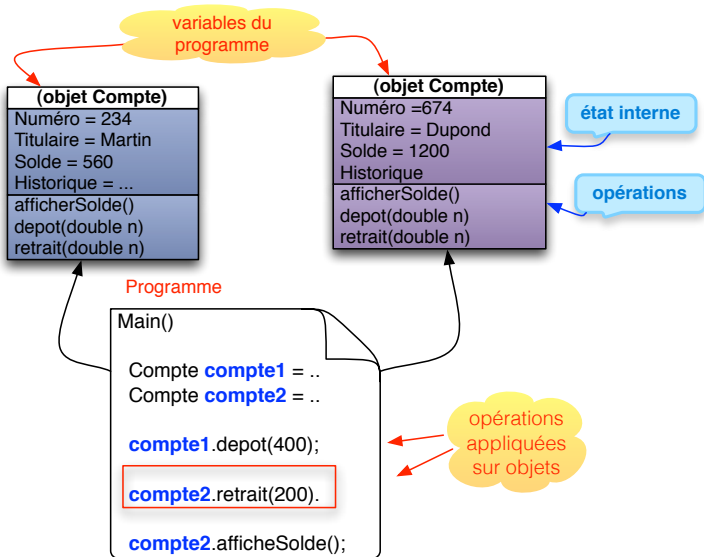 variables du
programme
(objet Compte)
Numéro = 234
Titulaire = Martin
Solde = 560
Historique = ...
afficherSolde()
depot(double n)
retrait(double n)
(objet Compte)
Numéro =674
Titulaire = Dupond
Solde = 1200
Historique
afficherSolde()
depot(double n)
retrait(double n)
état interne
opérations
Programme
Main()
Compte compte1 = ..
Compte compte2 = ..
compte1.depot(400);
compte2.retrait(200).
compte2.afficheSolde();
opérations
appliquées
sur objets